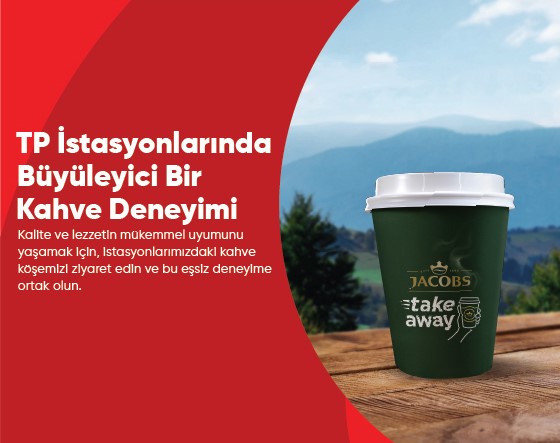 TP İstasyonlarında
Büyüleyici Bir
Kahve Deneyimi
Kalite ve lezzetin mükemmel uyumunu
yaşamak için, istasyonlarımızdaki kahve
köşemizi ziyaret edin ve bu eşsiz deneyime
ortak olun.
JACOBS
take
away